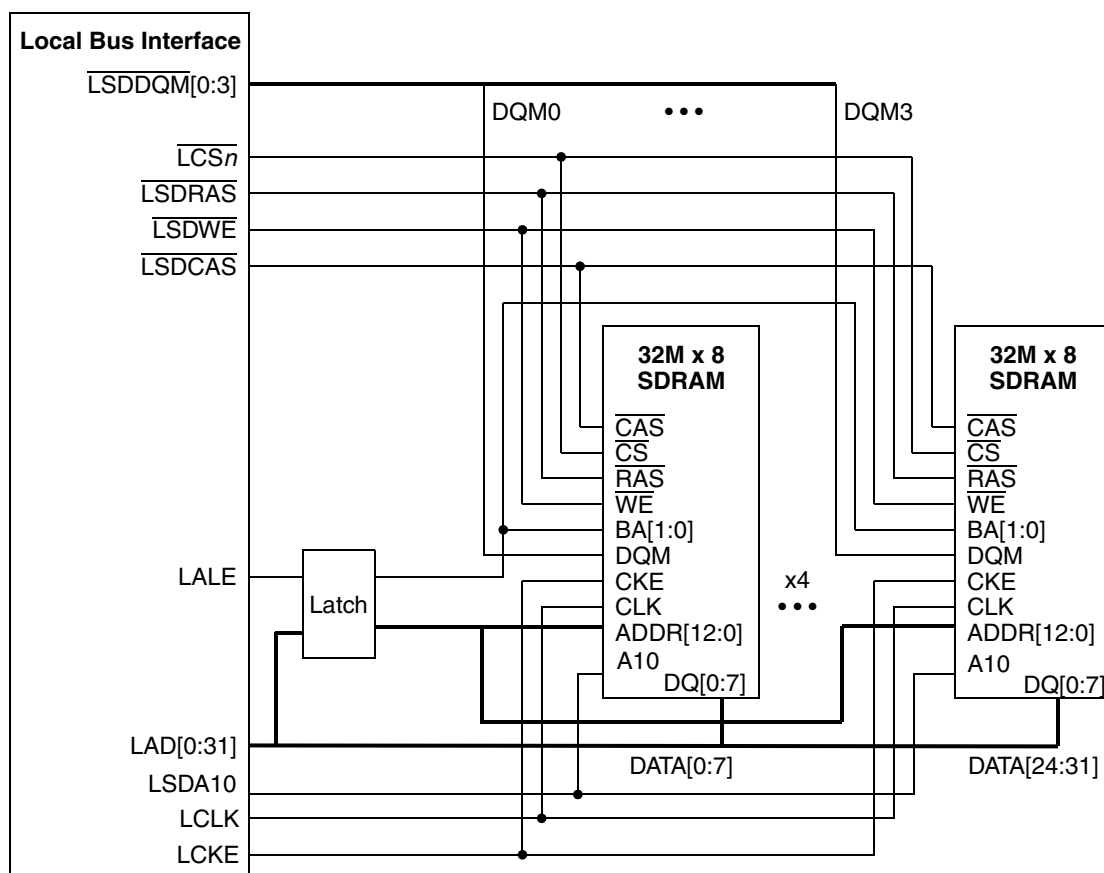 Local Bus Interface
LSDDQM[0:3]
DQM0
•••
DQM3
LCSn
LSDRAS
LSDWE
LSDCAS
32M x 8
SDRAM
CAS
CS
RAS
WE
BA[1:0]
DQM
CKE
CLK
ADDR[12:0]
A10
DQ[0:7]
x4
•••
32M x 8
SDRAM
CAS
CS
RAS
WE
BA[1:0]
DQM
CKE
CLK
ADDR[12:0]
A10
DQ[0:7]
LALE
Latch
LAD[0:31]
DATA[0:7]
DATA[24:31]
LSDA10
LCLK
LCKE